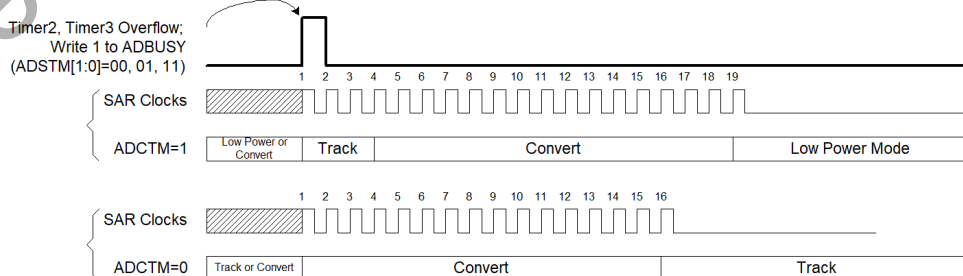 Timer2, Timer3 Overflow;
Write 1 to ADBUSY
(ADSTM[1:0]=00, 01, 11)
1 2 3 4 5 6 7 8 9 10 11 12 13 14 15 16 17 18 19
SAR Clocks
ADCTM=1
Low Power or
Convert
Track
Convert
Low Power Mode
1 2 3 4 5 6 7 8 9 10 11 12 13 14 15 16
SAR Clocks
ADCTM=0
Track or Convert
Convert
Track